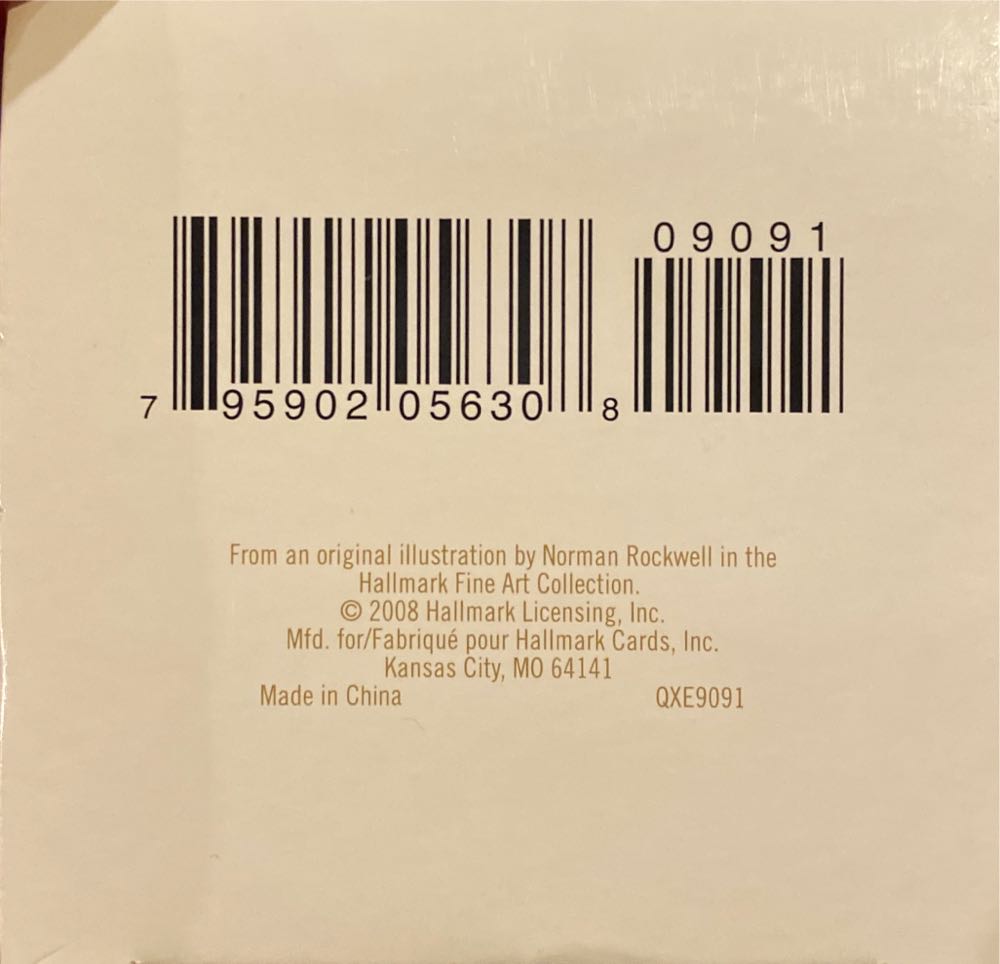 09091
7 95902 05630 8
From an original illustration by Norman Rockwell in the
Hallmark Fine Art Collection.
© 2008 Hallmark Licensing, Inc.
Mfd. for/Fabriqué pour Hallmark Cards, Inc.
Kansas City, MO 64141
Made in China QXE9091